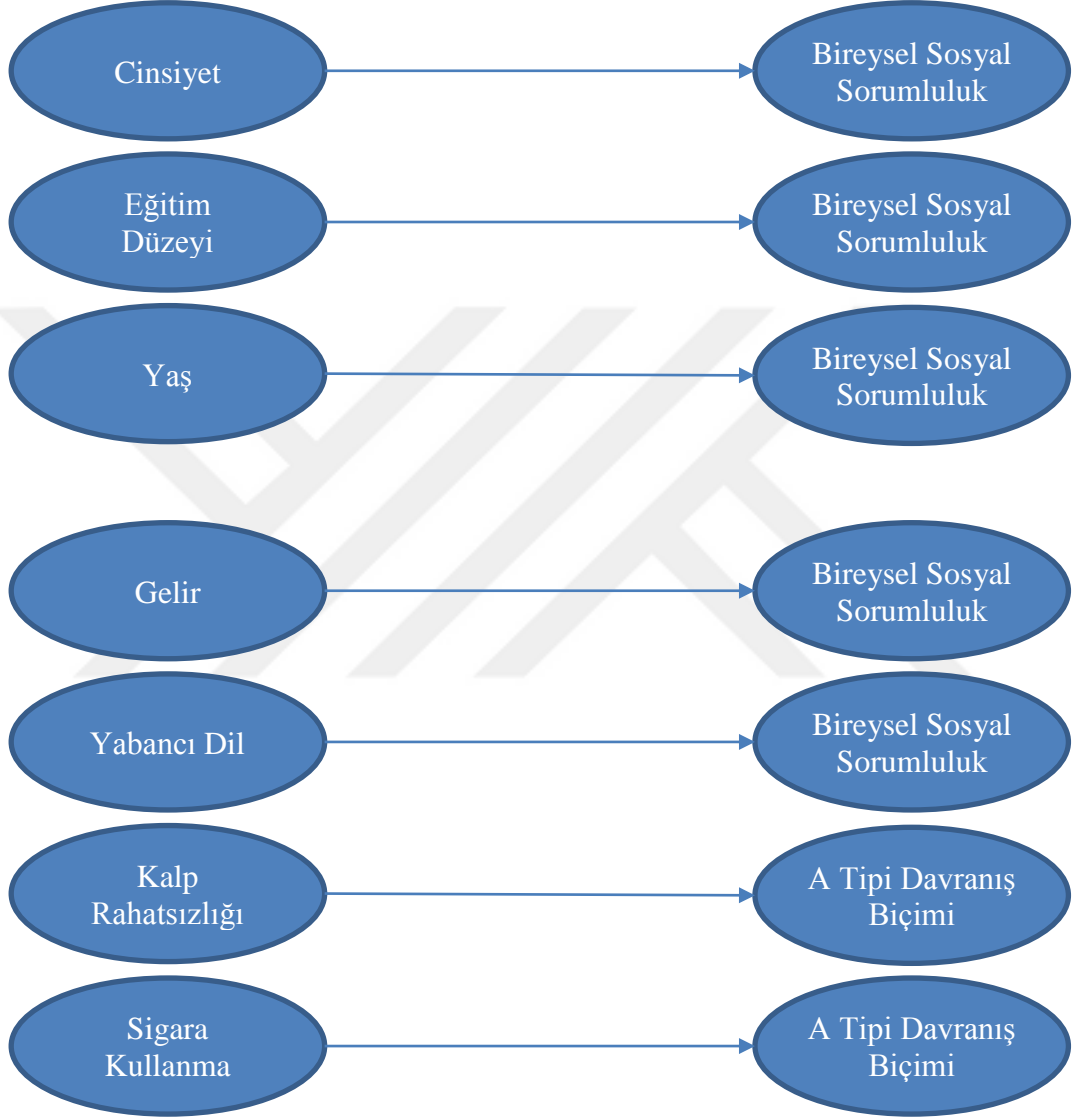 Cinsiyet
Bireysel Sosyal
Sorumluluk
Eğitim
Düzeyi
Bireysel Sosyal
Sorumluluk
Yaş
Bireysel Sosyal
Sorumluluk
Gelir
Bireysel Sosyal
Sorumluluk
Yabancı Dil
Bireysel Sosyal
Sorumluluk
Kalp
Rahatsızlığı
A Tipi Davranış
Biçimi
Sigara
Kullanma
A Tipi Davranış
Biçimi